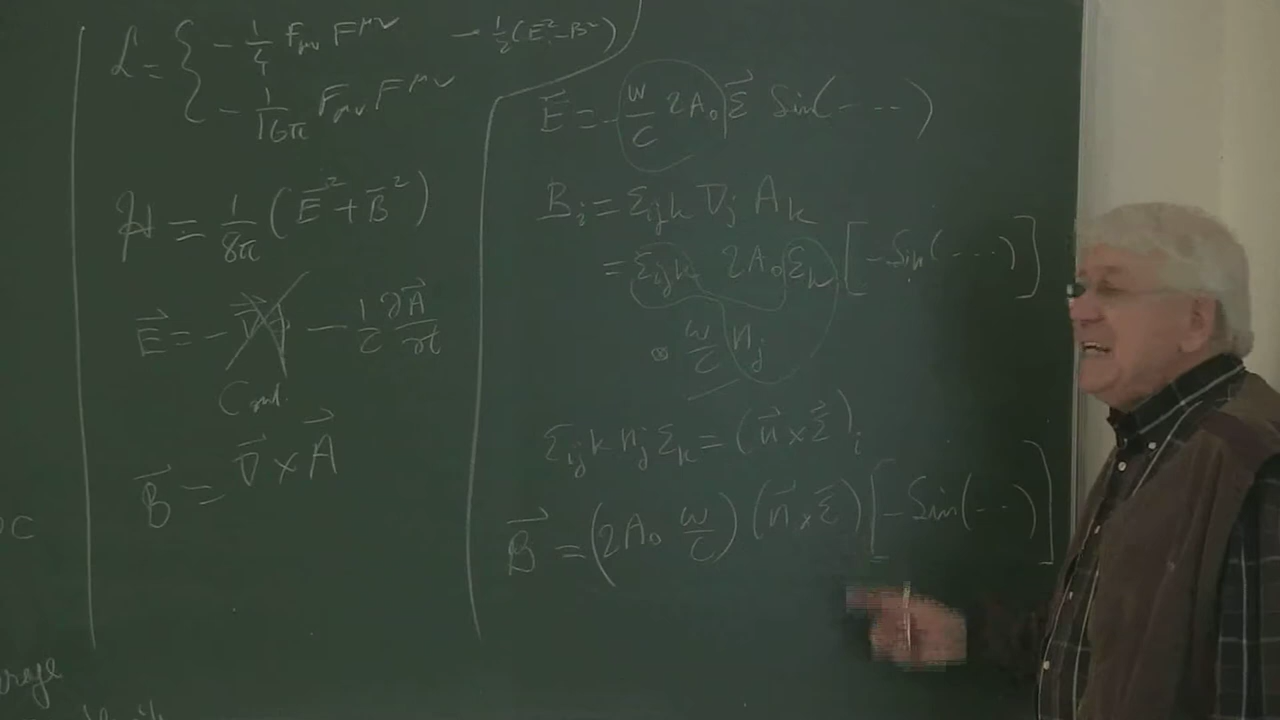 ℒ = { - 1/4 F_μν F^μν - 1/2 (E² - B²)
- 1/16π F_μν F^μν
ℋ = 1/8π (E⃗² + B⃗²)
E⃗ = - ∇⃗φ - 1/c ∂A⃗/∂t
B⃗ = ∇⃗ × A⃗
E⃗ = - w/c 2A₀ ε⃗ Sin(- - -)
B_i = ε_ijk ∇_j A_k
= ε_ijk 2A₀ ε_k [- Sin(- - - -)]
⊗ w/c n_j
ε_ijk n_j ε_k = (n⃗ × ε⃗)_i
B⃗ = (2A₀ w/c) (n⃗ × ε⃗) [- Sin(- - -)]